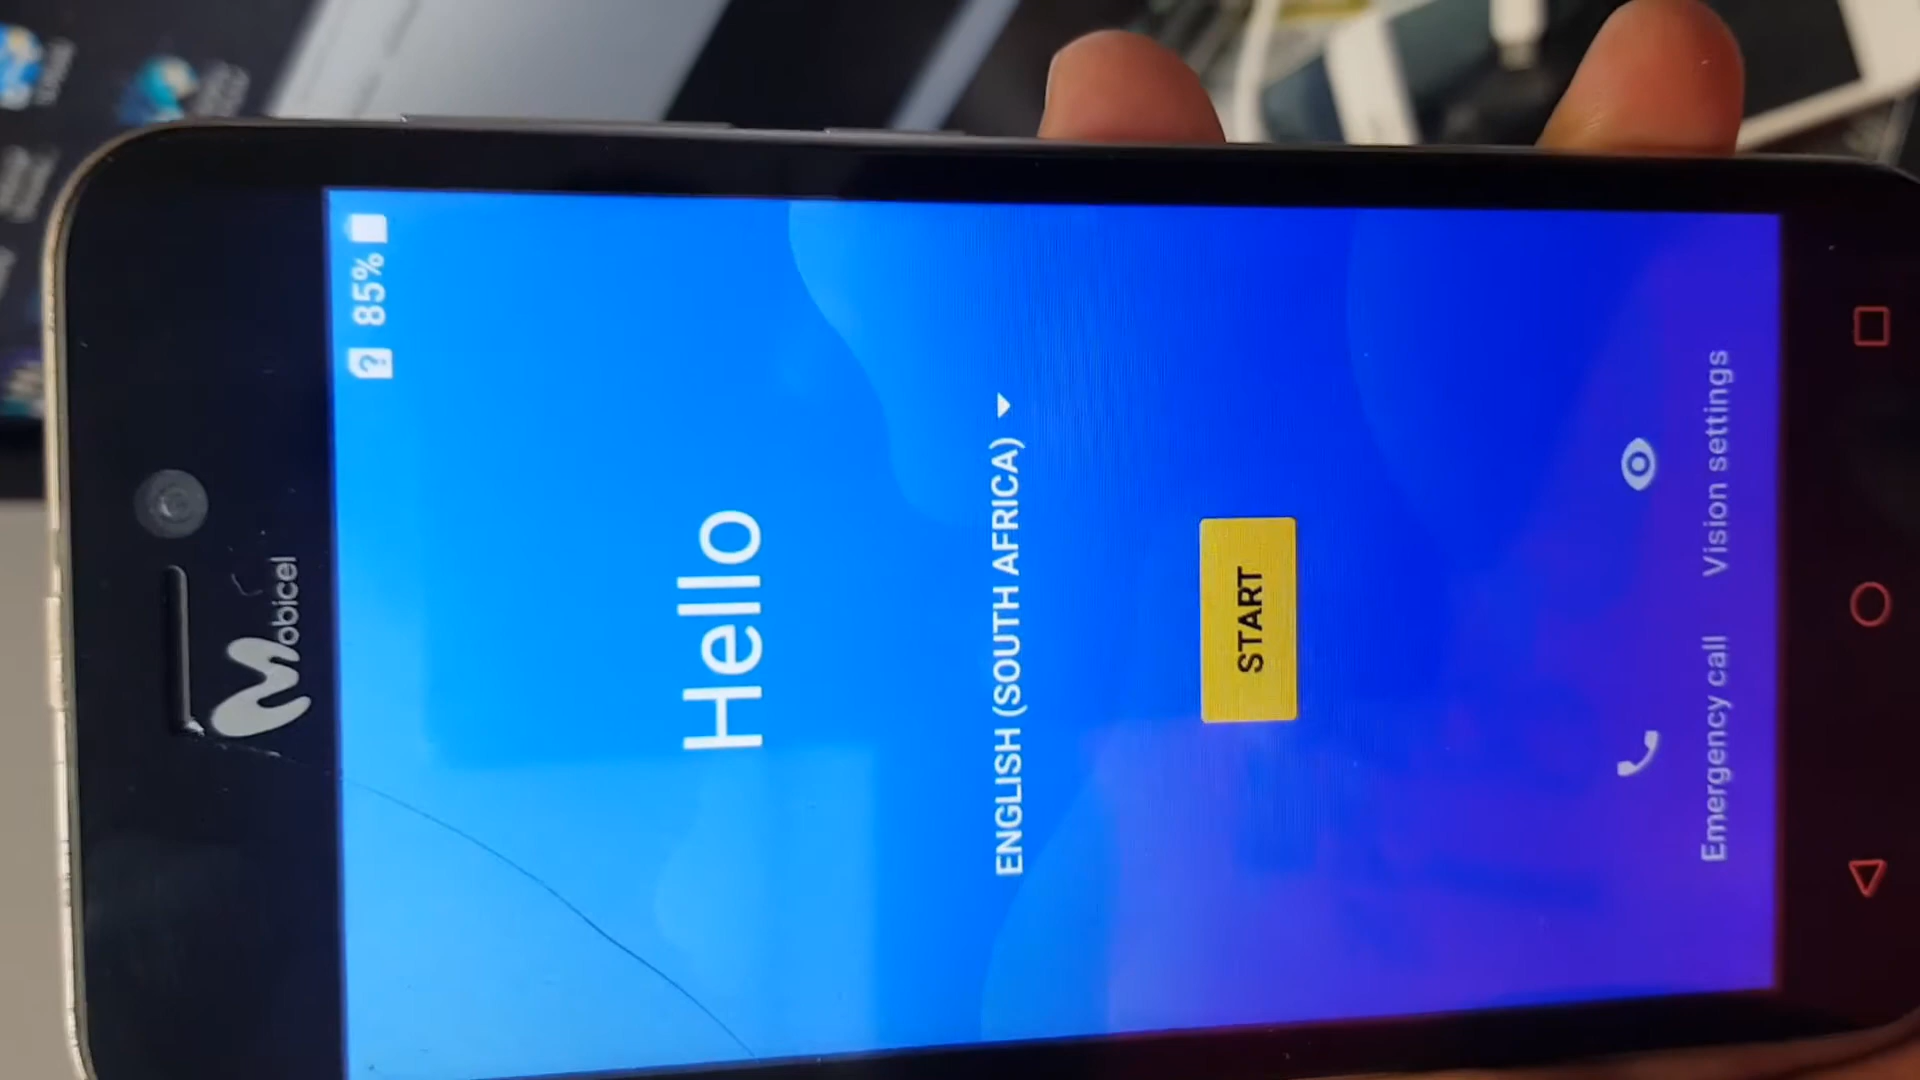 85%
Mobicel
Hello
ENGLISH (SOUTH AFRICA)
START
Emergency call
Vision settings